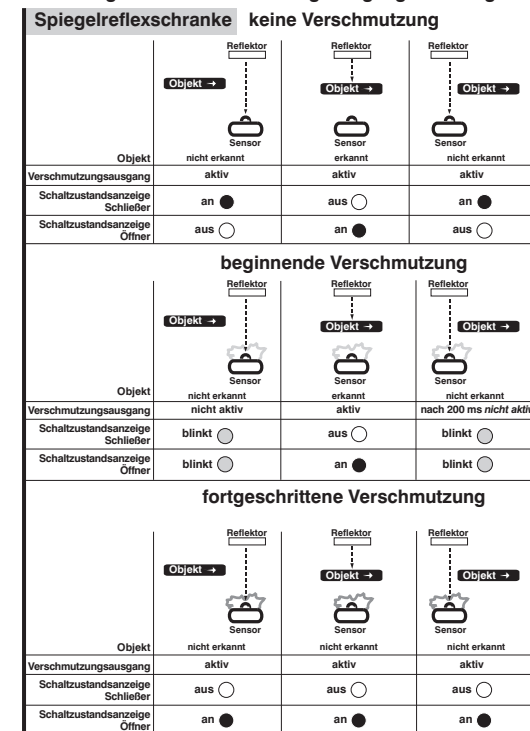 Spiegelreflexschranke keine Verschmutzung
Reflektor Reflektor Reflektor
Objekt → Objekt → Objekt →
Sensor Sensor Sensor
Objekt nicht erkannt erkannt nicht erkannt
Verschmutzungsausgang aktiv aktiv aktiv
Schaltzustandsanzeige
Schließer an aus an
Schaltzustandsanzeige
Öffner aus an aus
beginnende Verschmutzung
Reflektor Reflektor Reflektor
Objekt → Objekt → Objekt →
Sensor Sensor Sensor
Objekt nicht erkannt erkannt nicht erkannt
Verschmutzungsausgang nicht aktiv aktiv nach 200 ms nicht aktiv
Schaltzustandsanzeige
Schließer blinkt aus blinkt
Schaltzustandsanzeige
Öffner blinkt an blinkt
fortgeschrittene Verschmutzung
Reflektor Reflektor Reflektor
Objekt → Objekt → Objekt →
Sensor Sensor Sensor
Objekt nicht erkannt nicht erkannt nicht erkannt
Verschmutzungsausgang aktiv aktiv aktiv
Schaltzustandsanzeige
Schließer aus aus aus
Schaltzustandsanzeige
Öffner an an an